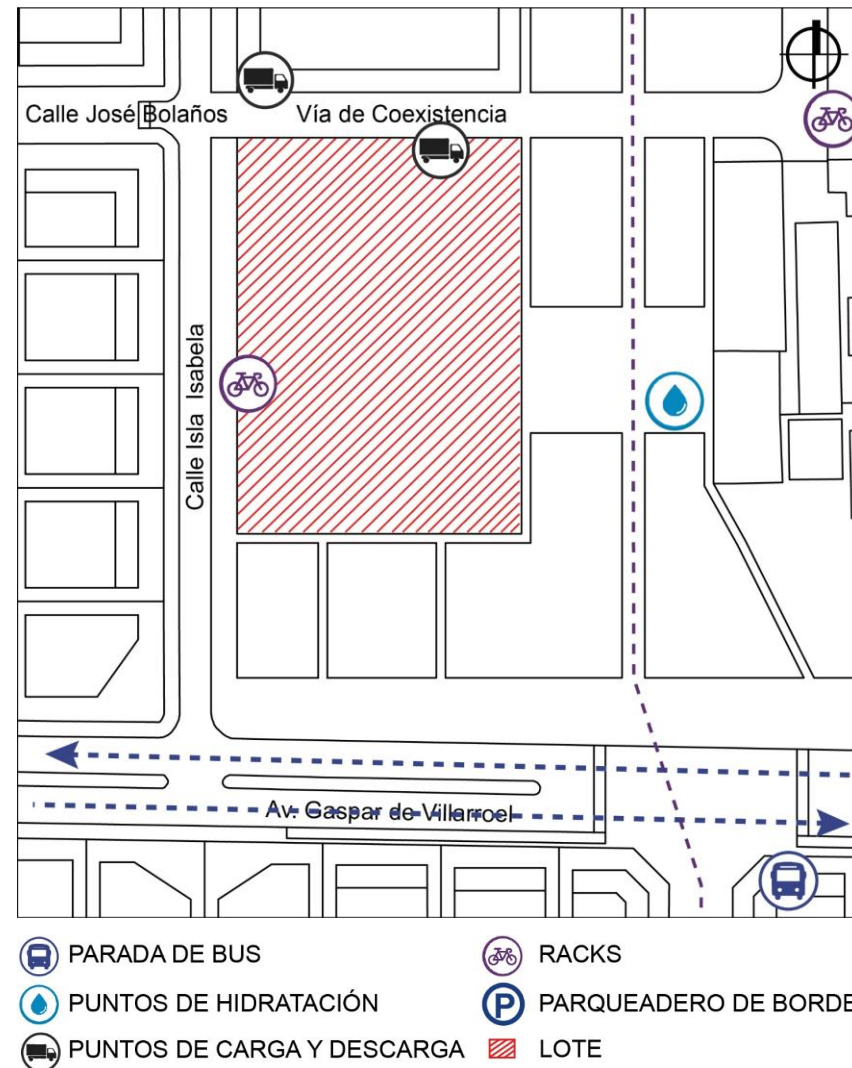 Calle José Bolaños
Vía de Coexistencia
Calle Isla Isabela
Av. Gaspar de Villarroel
PARADA DE BUS
RACKS
PUNTOS DE HIDRATACIÓN
P
PARQUEADERO DE BORDE
PUNTOS DE CARGA Y DESCARGA
LOTE